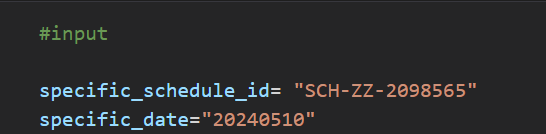 #input
specific_schedule_id= "SCH-ZZ-2098565"
specific_date="20240510"